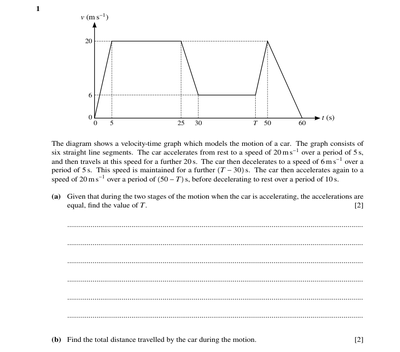 1
v (m s⁻¹)
20
6
0
0 5 25 30 T 50 60 t (s)
The diagram shows a velocity-time graph which models the motion of a car. The graph consists of
six straight line segments. The car accelerates from rest to a speed of 20 m s⁻¹ over a period of 5 s,
and then travels at this speed for a further 20 s. The car then decelerates to a speed of 6 m s⁻¹ over a
period of 5 s. This speed is maintained for a further (T − 30) s. The car then accelerates again to a
speed of 20 m s⁻¹ over a period of (50 − T) s, before decelerating to rest over a period of 10 s.
(a) Given that during the two stages of the motion when the car is accelerating, the accelerations are
equal, find the value of T. [2]
(b) Find the total distance travelled by the car during the motion. [2]